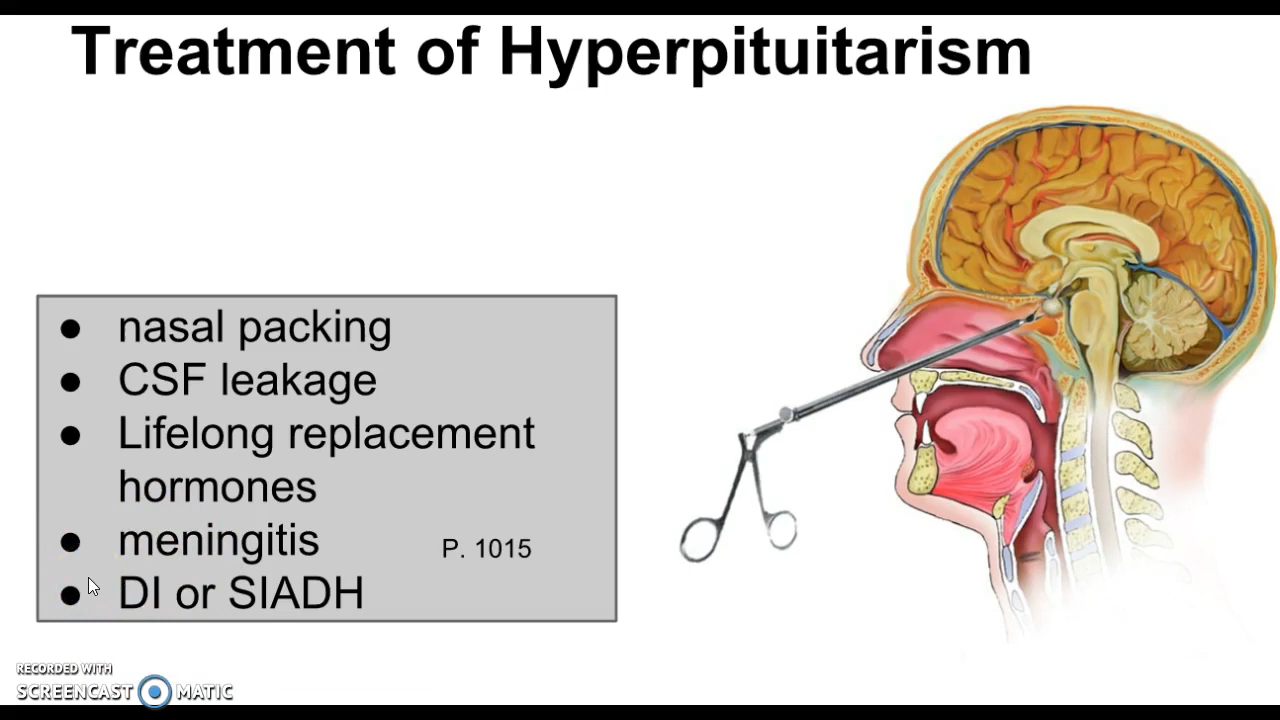 Treatment of Hyperpituitarism
● nasal packing
● CSF leakage
● Lifelong replacement
hormones
● meningitis P. 1015
● DI or SIADH
RECORDED WITH
SCREENCAST MATIC